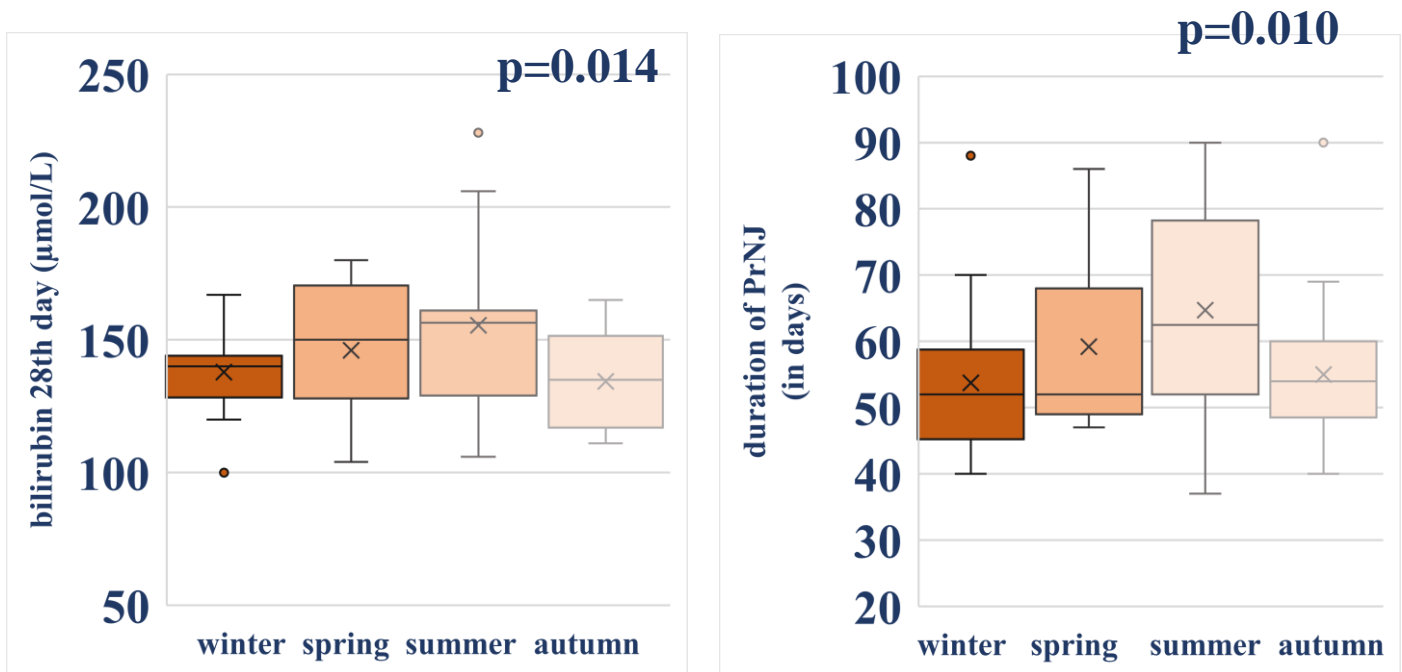 p=0.014
250
200
150
100
50
bilirubin 28th day (µmol/L)
winter spring summer autumn
p=0.010
100
90
80
70
60
50
40
30
20
duration of PrNJ
(in days)
winter spring summer autumn